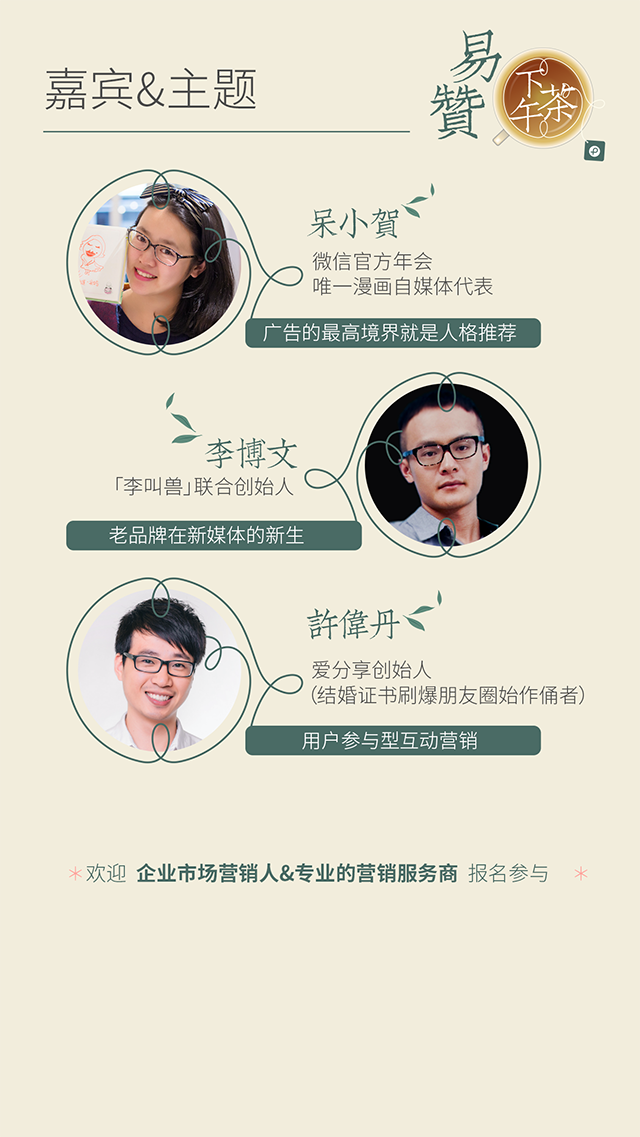 嘉宾&主题
易赞
下午茶
呆小賀
微信官方年会
唯一漫画自媒体代表
广告的最高境界就是人格推荐
李博文
「李叫兽」联合创始人
老品牌在新媒体的新生
許偉丹
爱分享创始人
（结婚证书刷爆朋友圈始作俑者）
用户参与型互动营销
＊欢迎 企业市场营销人&专业的营销服务商 报名参与 ＊